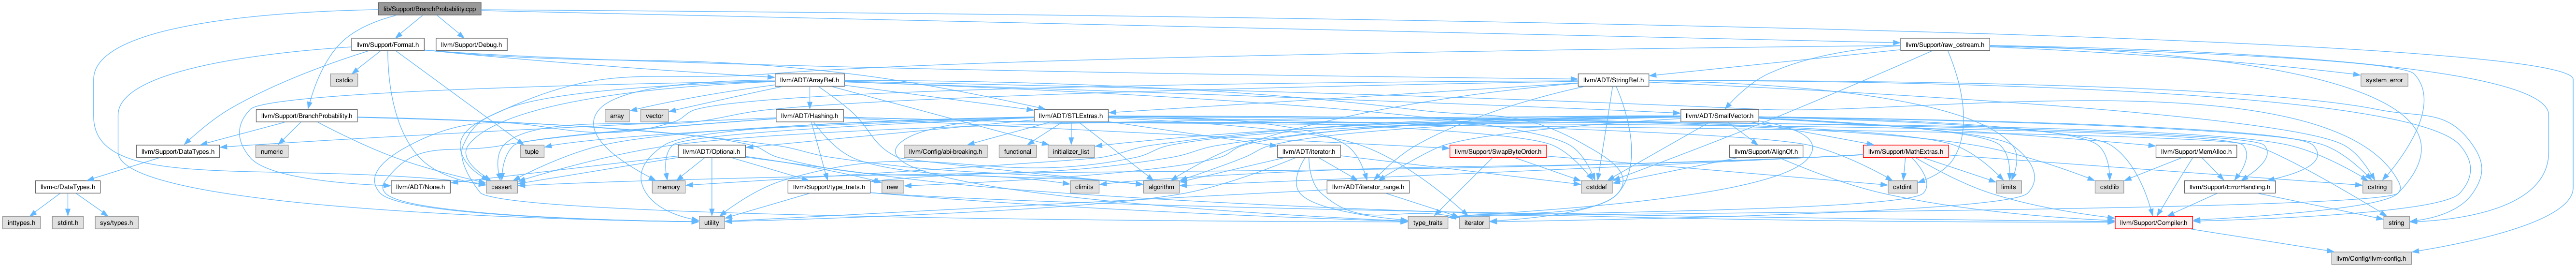 lib/Support/BranchProbability.cpp
llvm/Support/Format.h
llvm/Support/Debug.h
llvm/Support/raw_ostream.h
cstdio
llvm/ADT/ArrayRef.h
llvm/ADT/StringRef.h
system_error
llvm/Support/BranchProbability.h
array
vector
llvm/ADT/Hashing.h
llvm/ADT/STLExtras.h
llvm/ADT/SmallVector.h
llvm/Support/DataTypes.h
numeric
tuple
llvm/ADT/Optional.h
llvm/Config/abi-breaking.h
functional
initializer_list
llvm/ADT/iterator.h
llvm/Support/SwapByteOrder.h
llvm/Support/AlignOf.h
llvm/Support/MathExtras.h
llvm/Support/MemAlloc.h
llvm-c/DataTypes.h
llvm/ADT/None.h
cassert
memory
llvm/Support/type_traits.h
new
climits
algorithm
llvm/ADT/iterator_range.h
cstddef
cstdint
limits
cstdlib
llvm/Support/ErrorHandling.h
cstring
inttypes.h
stdint.h
sys/types.h
utility
type_traits
iterator
llvm/Support/Compiler.h
string
llvm/Config/llvm-config.h